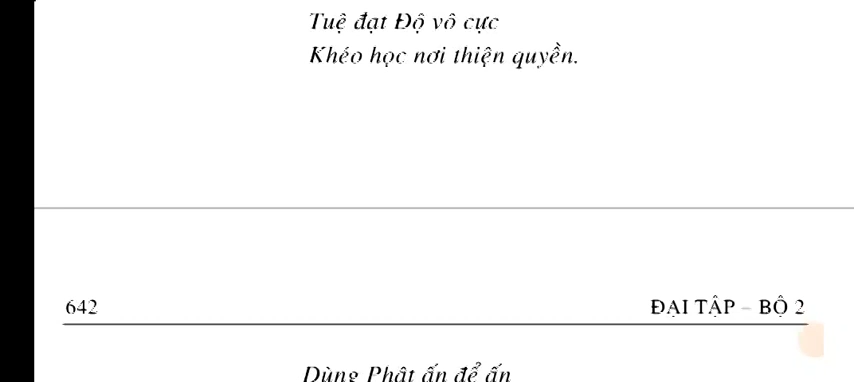 Tuệ đạt Độ vô cực
Khéo học nơi thiện quyền.
642
ĐẠI TẬP – BỘ 2
Dùng Phật ấn để ấn